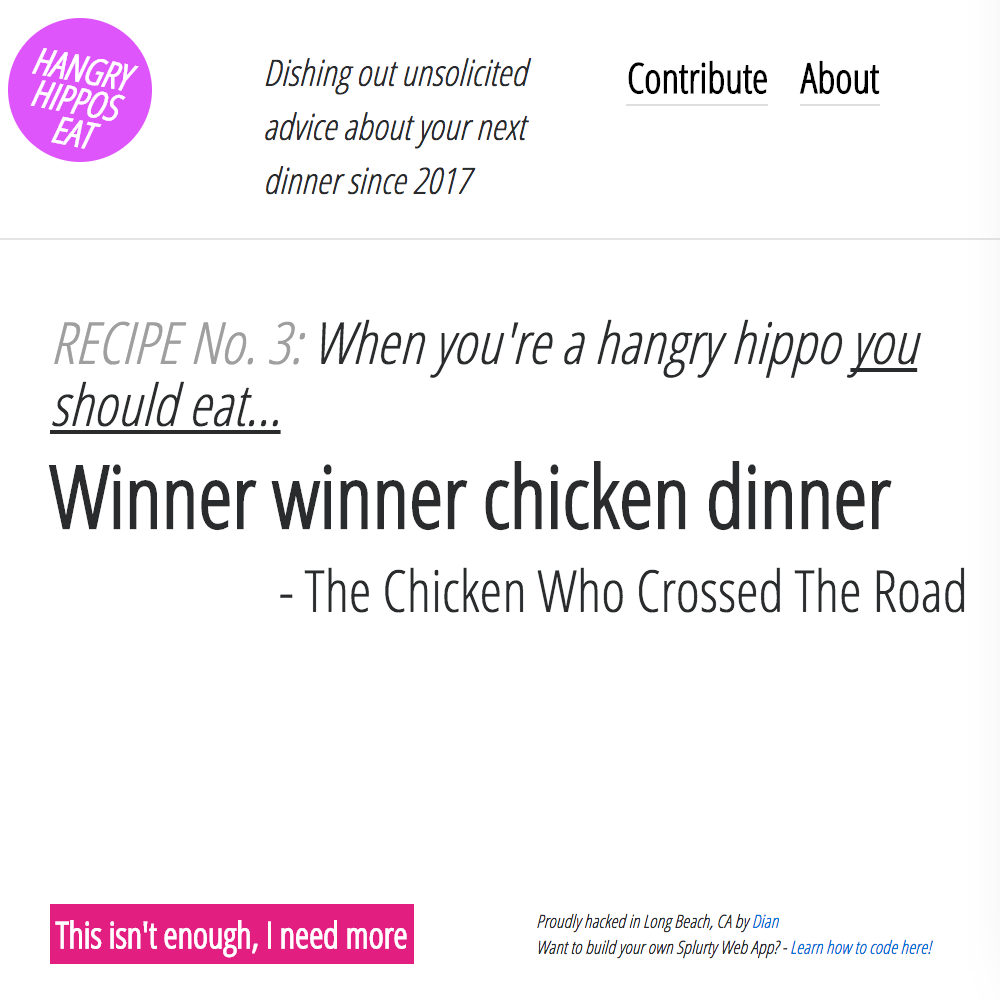 HANGRY
HIPPOS
EAT
Dishing out unsolicited
advice about your next
dinner since 2017
Contribute About
RECIPE No. 3: When you're a hangry hippo you
should eat...
Winner winner chicken dinner
- The Chicken Who Crossed The Road
This isn't enough, I need more
Proudly hacked in Long Beach, CA by Dian
Want to build your own Splurty Web App? - Learn how to code here!